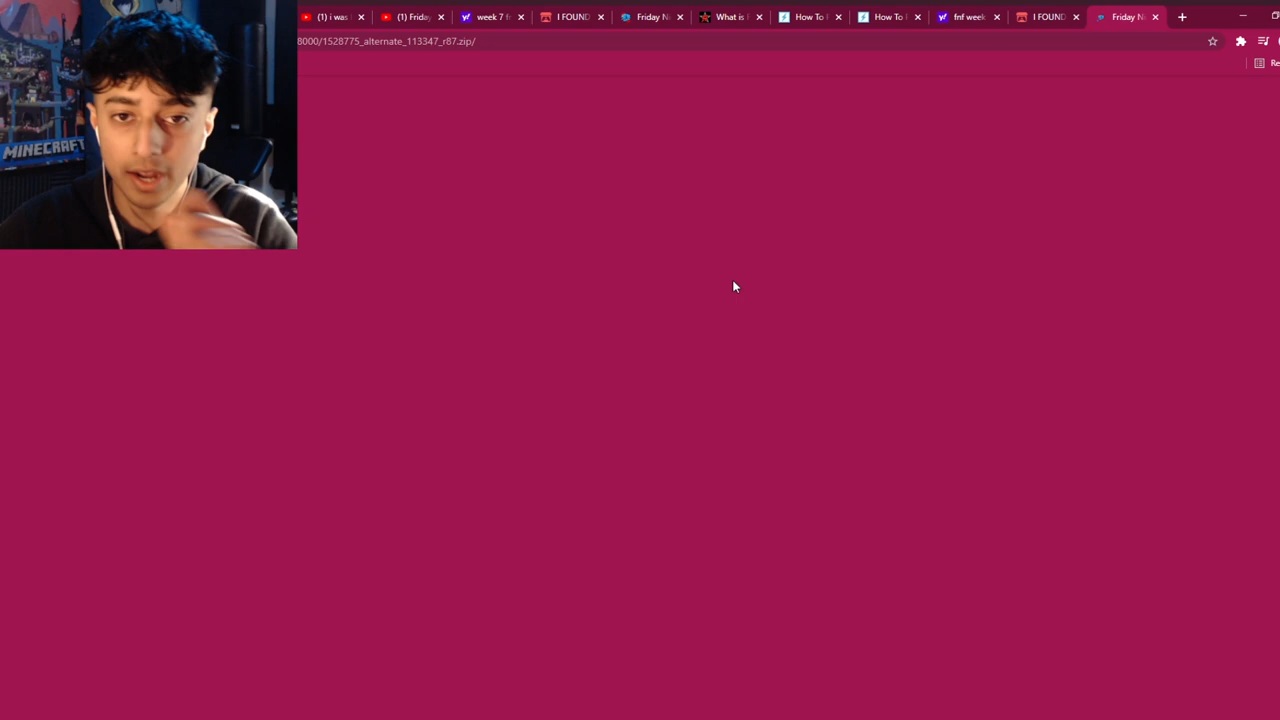 (1) i was
(1) Friday
week 7 f
I FOUND
Friday N
What is
How To
How To
fnf week
I FOUND
Friday N
8000/1528775_alternate_113347_r87.zip/
Re
MINECRAFT